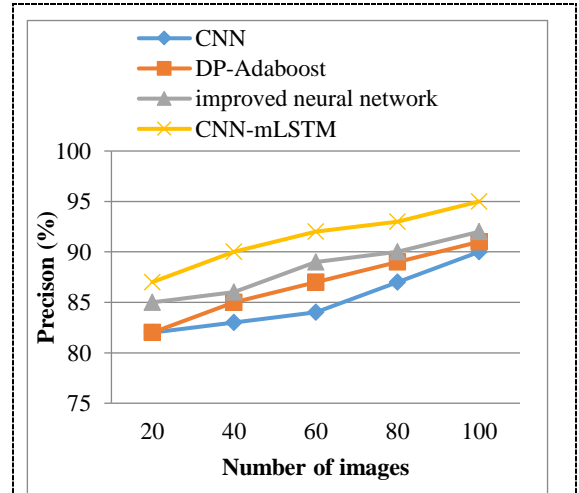 CNN
DP-Adaboost
improved neural network
CNN-mLSTM
100
95
90
85
80
75
Precison (%)
20 40 60 80 100
Number of images